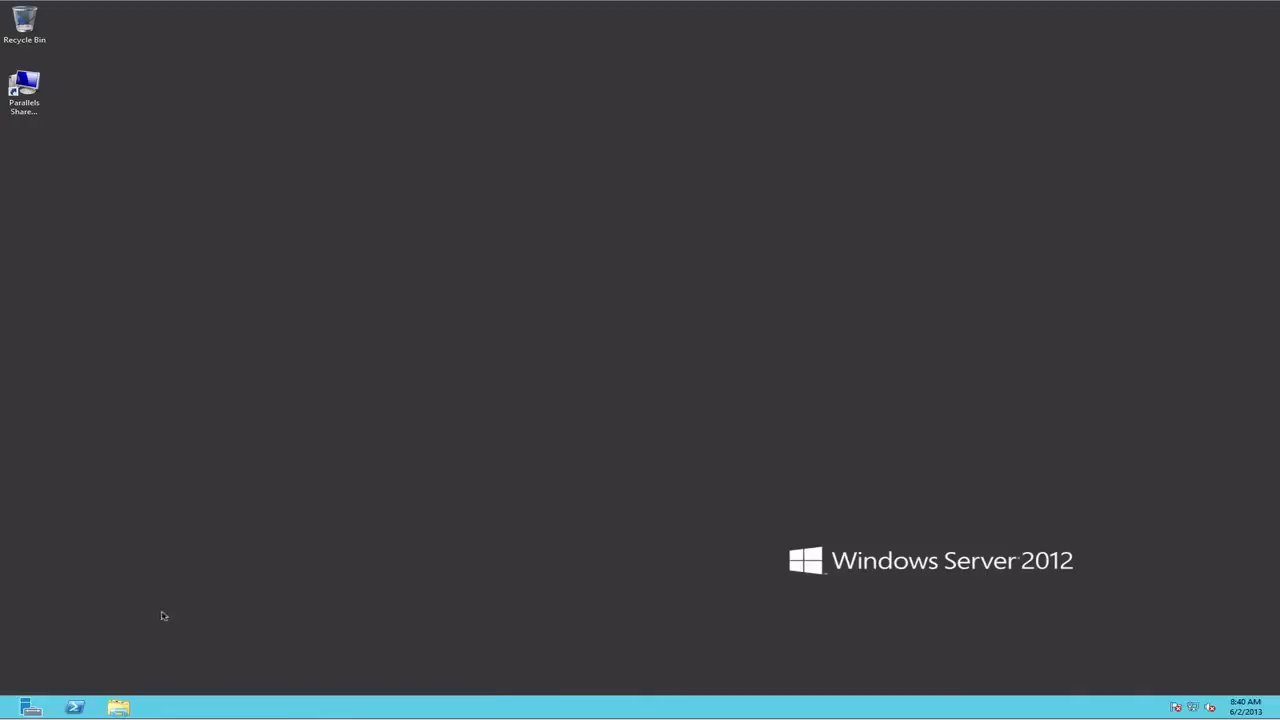 Recycle Bin
Parallels
Share...
Windows Server 2012
8:40 AM
6/2/2013